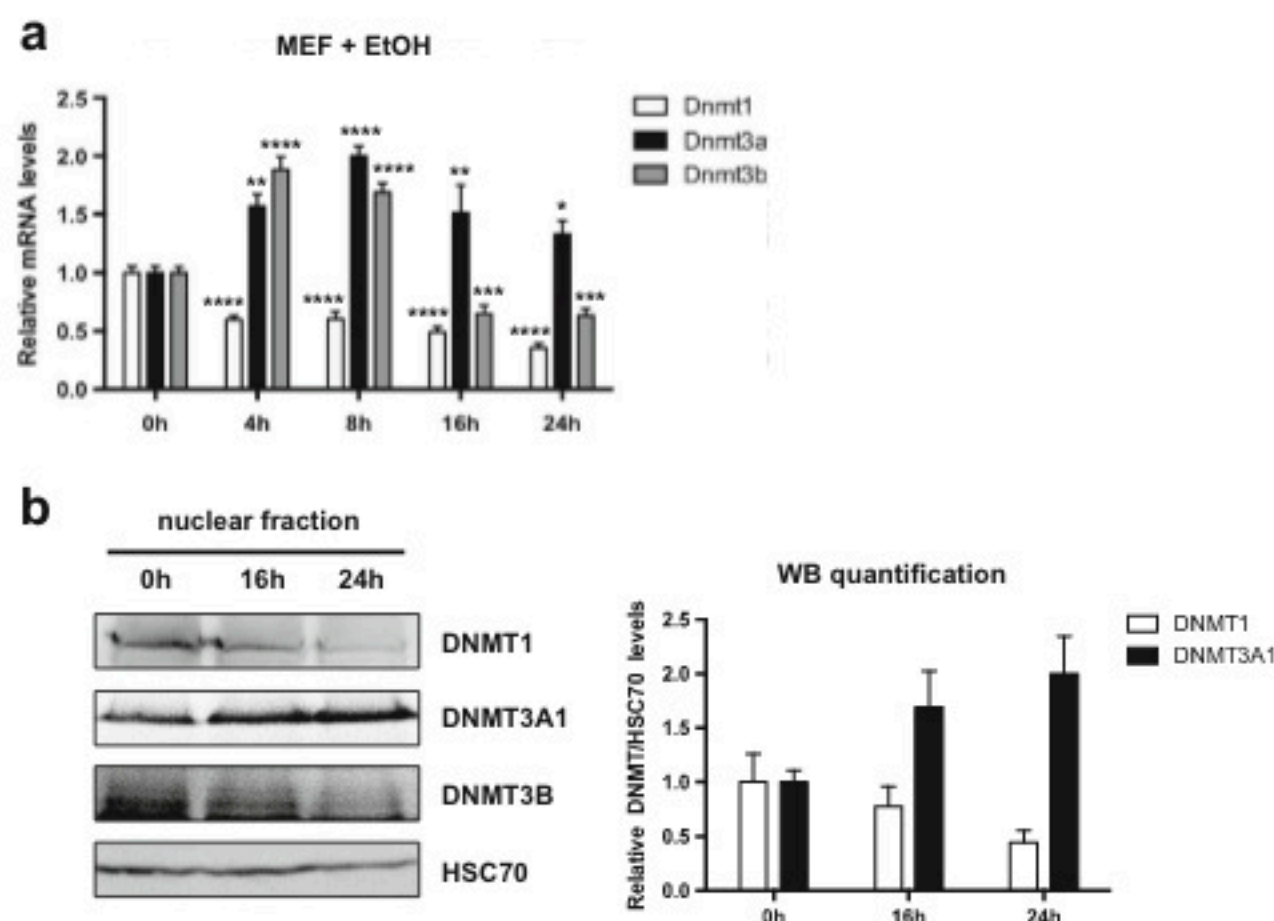 a
MEF + EtOH
Relative mRNA levels
2.5
2.0
1.5
1.0
0.5
0.0
****
**
****
****
****
****
****
**
***
****
*
***
0h 4h 8h 16h 24h
Dnmt1
Dnmt3a
Dnmt3b
b
nuclear fraction
0h 16h 24h
DNMT1
DNMT3A1
DNMT3B
HSC70
WB quantification
Relative DNMT/HSC70 levels
2.5
2.0
1.5
1.0
0.5
0.0
0h 16h 24h
DNMT1
DNMT3A1